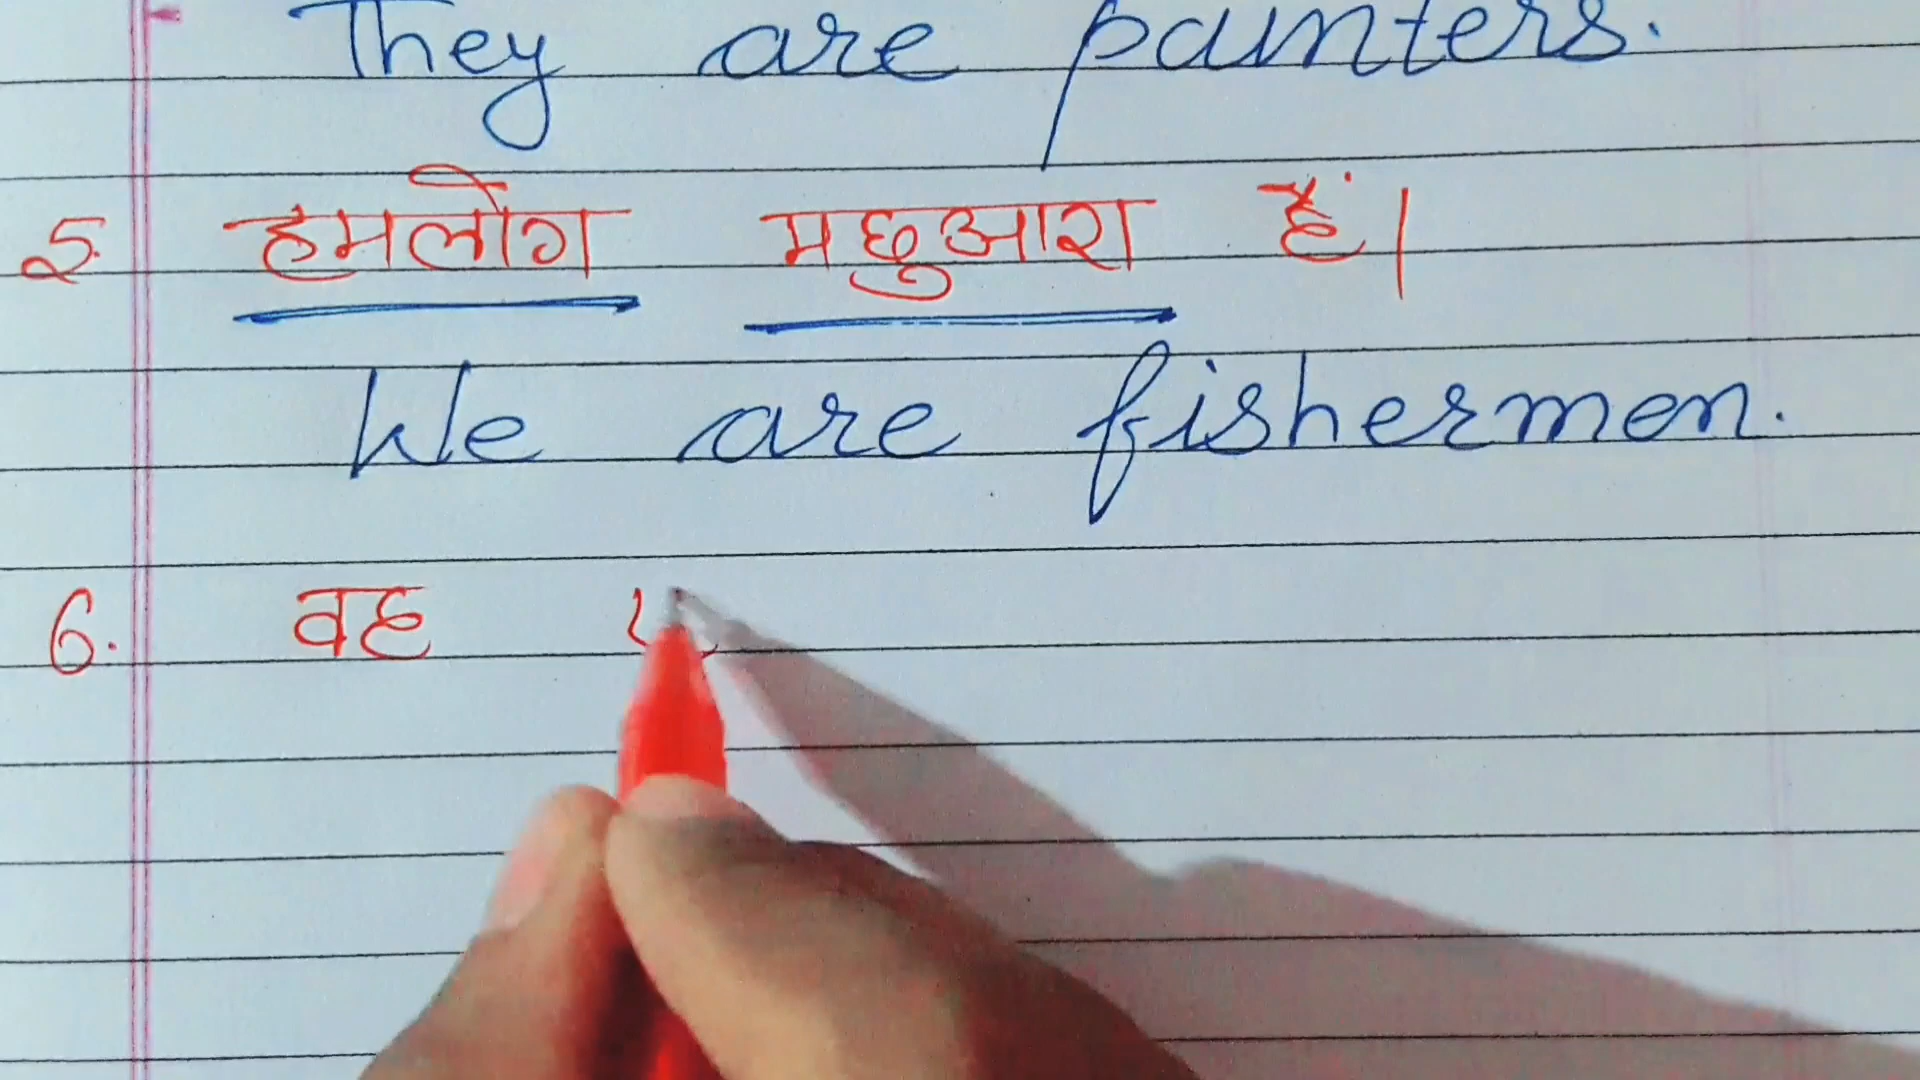 They are painters.
5. हमलोग मछुआरा हैं।
We are fishermen.
6. वह